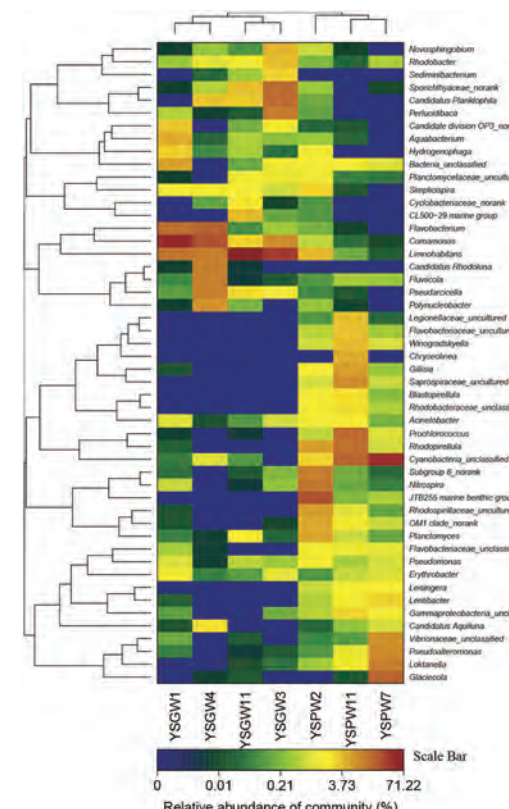 Novosphingobium
Rhodobacter
Sediminibacterium
Sporichthyaceae_norank
Candidatus Planktophila
Perlucidibaca
Candidate division OP3_nor
Aquabacterium
Hydrogenophaga
Bacteria_unclassified
Planctomycetaceae_uncultu
Simplicispira
Cyclobacteriaceae_norank
CL500-29 marine group
Flavobacterium
Comamonas
Limnohabitans
Candidatus Rhodoluna
Fluviicola
Pseudarcicella
Polynucleobacter
Legionellaceae_uncultured
Flavobacteriaceae_uncultur
Winogradskyella
Chryseolinea
Gillisia
Saprospiraceae_uncultured
Blastopirellula
Rhodobacteraceae_unclass
Acinetobacter
Prochlorococcus
Rhodopirellula
Cyanobacteria_unclassified
Subgroup 6_norank
Nitrospira
JTB255 marine benthic grou
Rhodospirillaceae_uncultur
OM1 clade_norank
Planctomyces
Flavobacteriaceae_unclass
Pseudomonas
Erythrobacter
Leisingera
Lentibacter
Gammaproteobacteria_uncl
Candidatus Aquiluna
Vibrionaceae_unclassified
Pseudoalteromonas
Loktanella
Glaciecola
YSGW1 YSGW4 YSGW11 YSGW3 YSPW2 YSPW11 YSPW7
Scale Bar
0 0.01 0.21 3.73 71.22
Relative abundance of community (%)